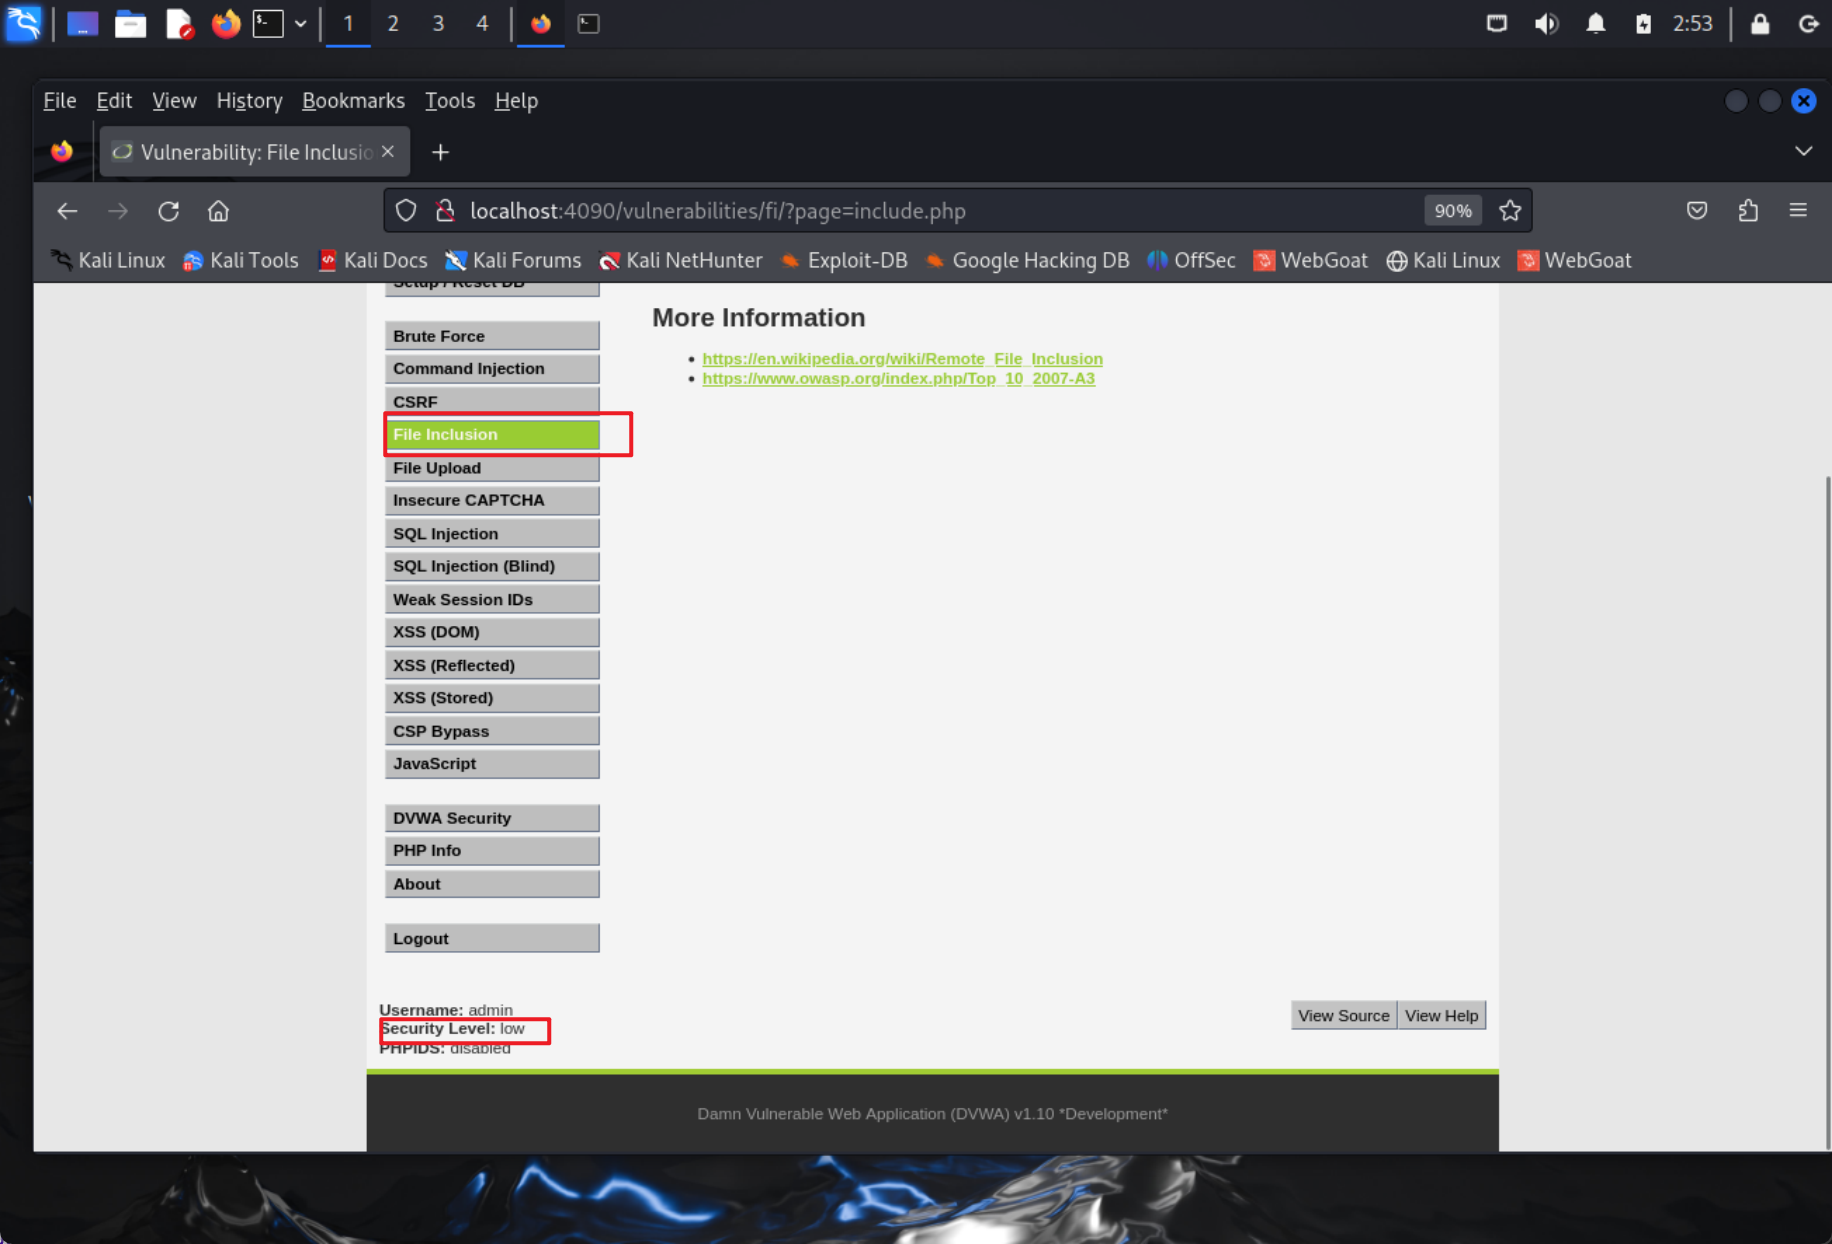 1 2 3 4 2:53
File Edit View History Bookmarks Tools Help
Vulnerability: File Inclusio
localhost:4090/vulnerabilities/fi/?page=include.php 90%
Kali Linux Kali Tools Kali Docs Kali Forums Kali NetHunter Exploit-DB Google Hacking DB OffSec WebGoat Kali Linux WebGoat
Setup / Reset DB
Brute Force
Command Injection
CSRF
File Inclusion
File Upload
Insecure CAPTCHA
SQL Injection
SQL Injection (Blind)
Weak Session IDs
XSS (DOM)
XSS (Reflected)
XSS (Stored)
CSP Bypass
JavaScript
DVWA Security
PHP Info
About
Logout
More Information
https://en.wikipedia.org/wiki/Remote_File_Inclusion
https://www.owasp.org/index.php/Top_10_2007-A3
Username: admin
Security Level: low
PHPIDS: disabled
View Source View Help
Damn Vulnerable Web Application (DVWA) v1.10 *Development*